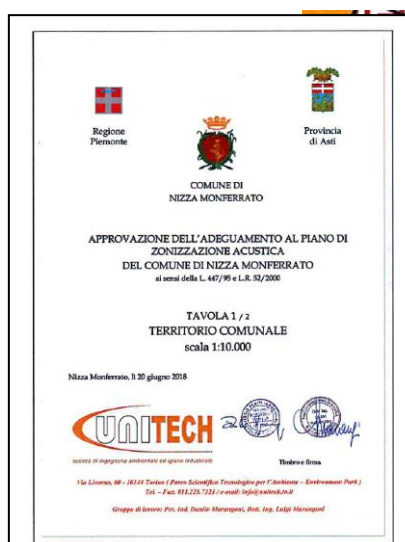 Regione
Piemonte
Provincia
di Asti
COMUNE DI
NIZZA MONFERRATO
APPROVAZIONE DELL'ADEGUAMENTO AL PIANO DI
ZONIZZAZIONE ACUSTICA
DEL COMUNE DI NIZZA MONFERRATO
ai sensi della L. 447/95 e L.R. 52/2000
TAVOLA 1 / 2
TERRITORIO COMUNALE
scala 1:10.000
Nizza Monferrato, lì 20 giugno 2018
UNITECH
società di ingegneria ambientale ed igiene industriale
Timbro e firma
Via Livorno, 60 - 10144 Torino ( Parco Scientifico Tecnologico per l'Ambiente – Environment Park )
Tel. – Fax. 011.225.7325 / e-mail: info@unitech.to.it
Gruppo di lavoro: Per. Ind. Danilo Marangoni, Dott. Ing. Luigi Marangoni